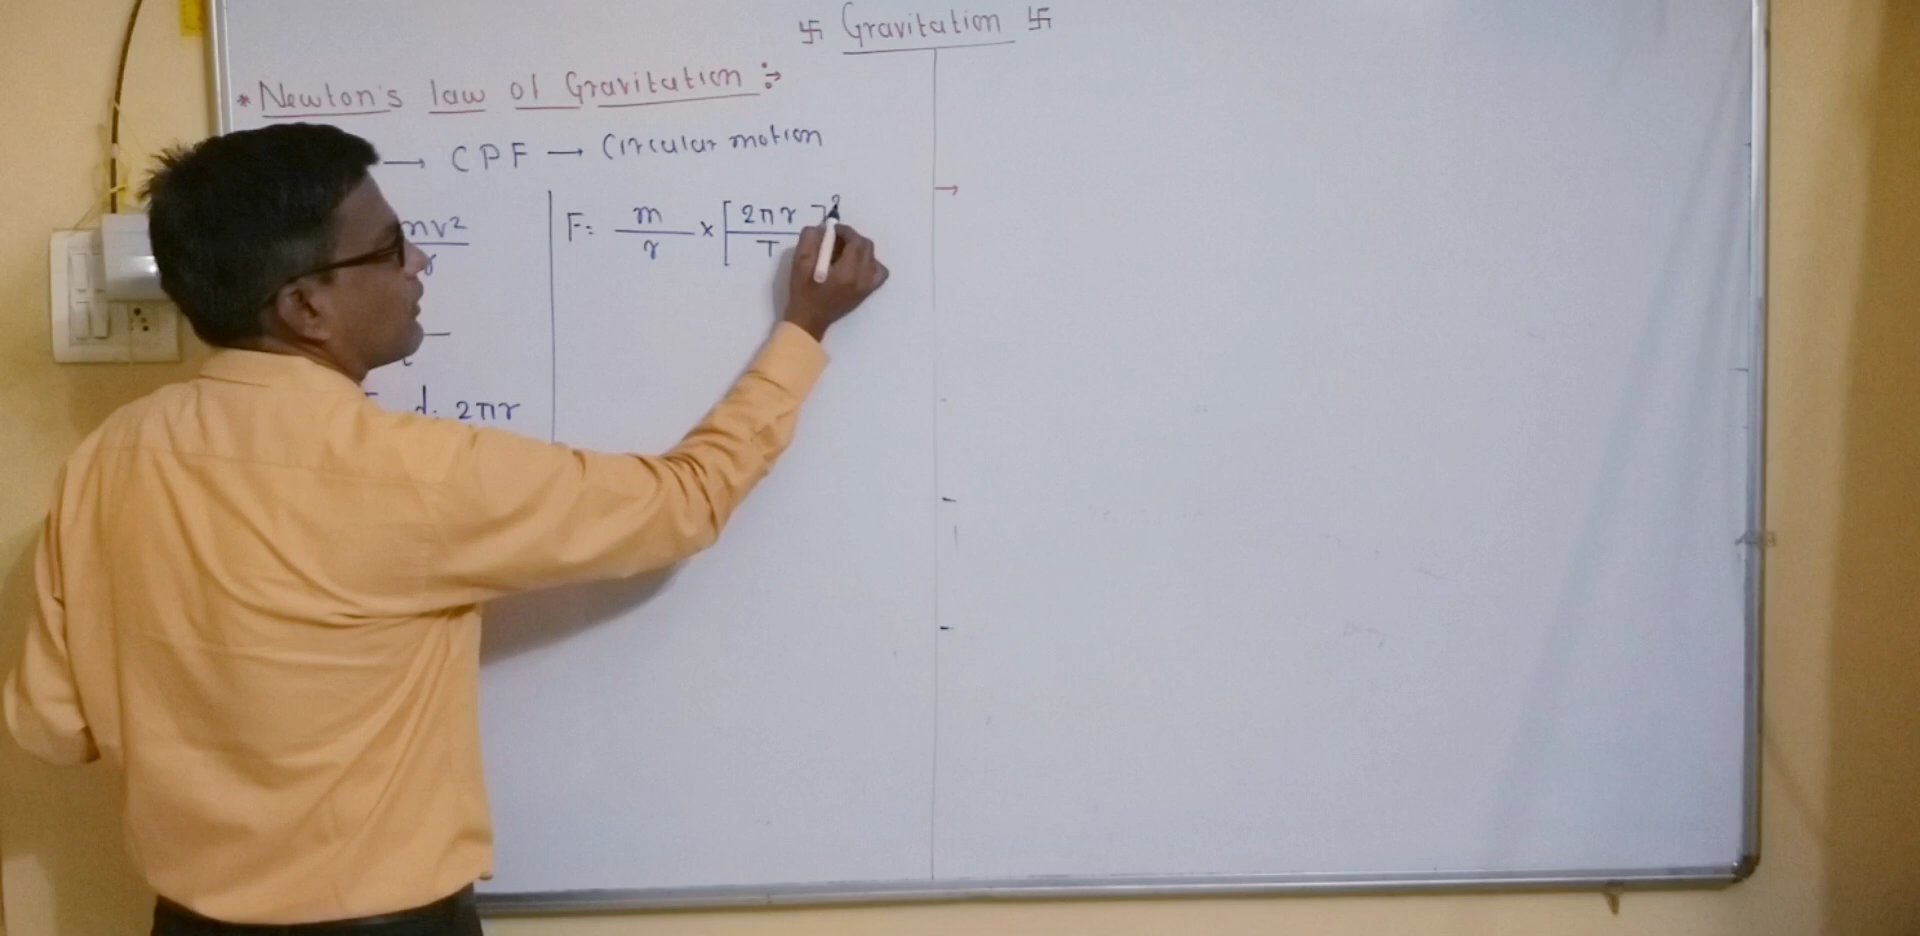 卐 Gravitation 卐
* Newton's law of Gravitation :→
→ CPF → Circular motion
mv²
r
d. 2πr
F = m/r × [2πr/T]²